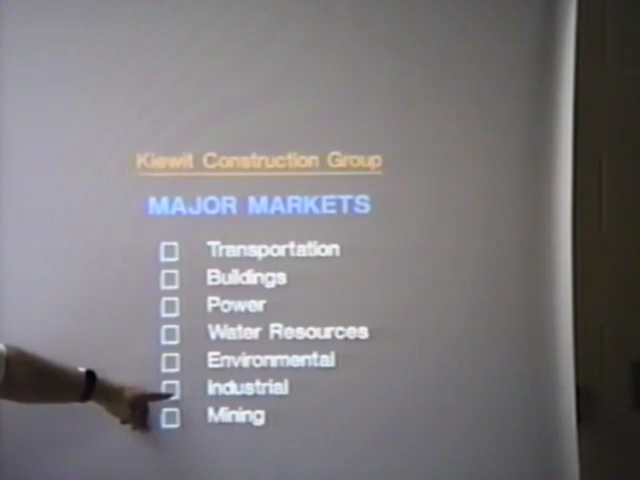 Kiewit Construction Group
MAJOR MARKETS
Transportation
Buildings
Power
Water Resources
Environmental
Industrial
Mining